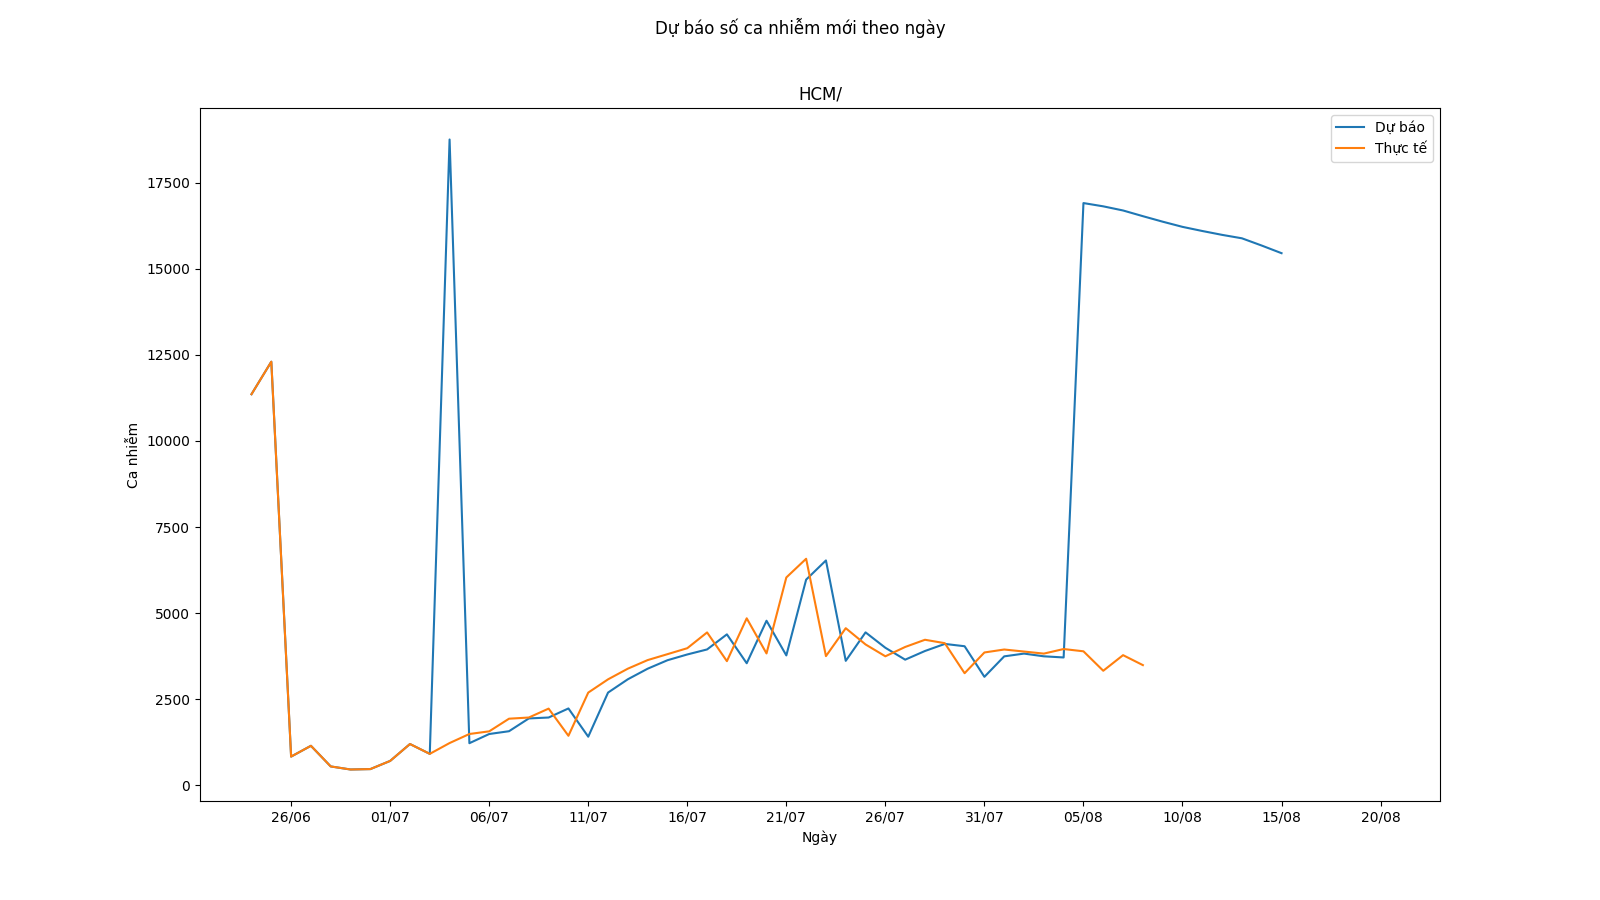 Dự báo số ca nhiễm mới theo ngày
HCM/
Dự báo
Thực tế
Ca nhiễm
17500
15000
12500
10000
7500
5000
2500
0
26/06 01/07 06/07 11/07 16/07 21/07 26/07 31/07 05/08 10/08 15/08 20/08
Ngày